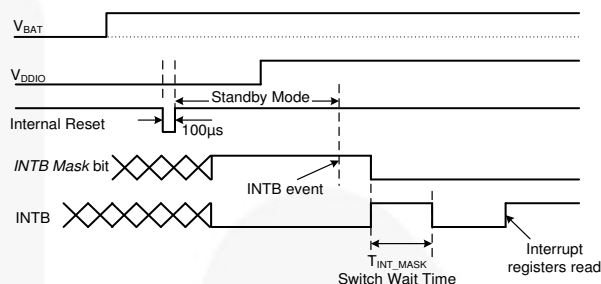 VBAT
VDDIO
Standby Mode
Internal Reset
100µs
INTB Mask bit
INTB event
INTB
TINT_MASK
Switch Wait Time
Interrupt
registers read